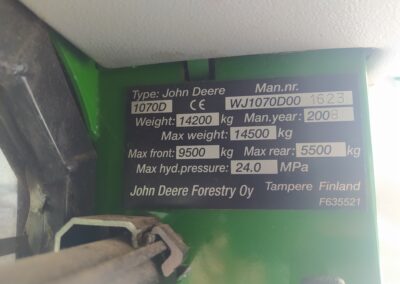 Type: John Deere Man.nr.
1070D CE WJ1070D00 1623
Weight: 14200 kg Man.year: 2008
Max weight: 14500 kg
Max front: 9500 kg Max rear: 5500 kg
Max hyd.pressure: 24.0 MPa
John Deere Forestry Oy Tampere Finland
F635521